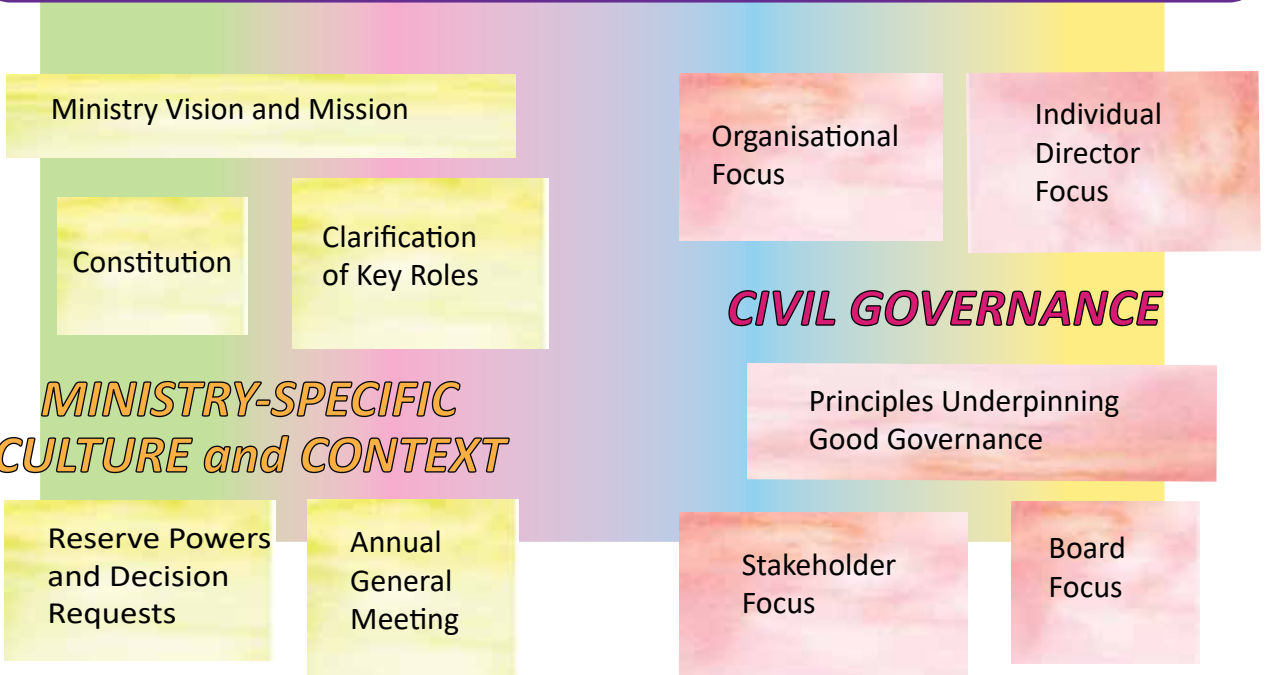 Ministry Vision and Mission
Constitution
Clarification
of Key Roles
MINISTRY-SPECIFIC
CULTURE and CONTEXT
Reserve Powers
and Decision
Requests
Annual
General
Meeting
Organisational
Focus
Individual
Director
Focus
CIVIL GOVERNANCE
Principles Underpinning
Good Governance
Stakeholder
Focus
Board
Focus